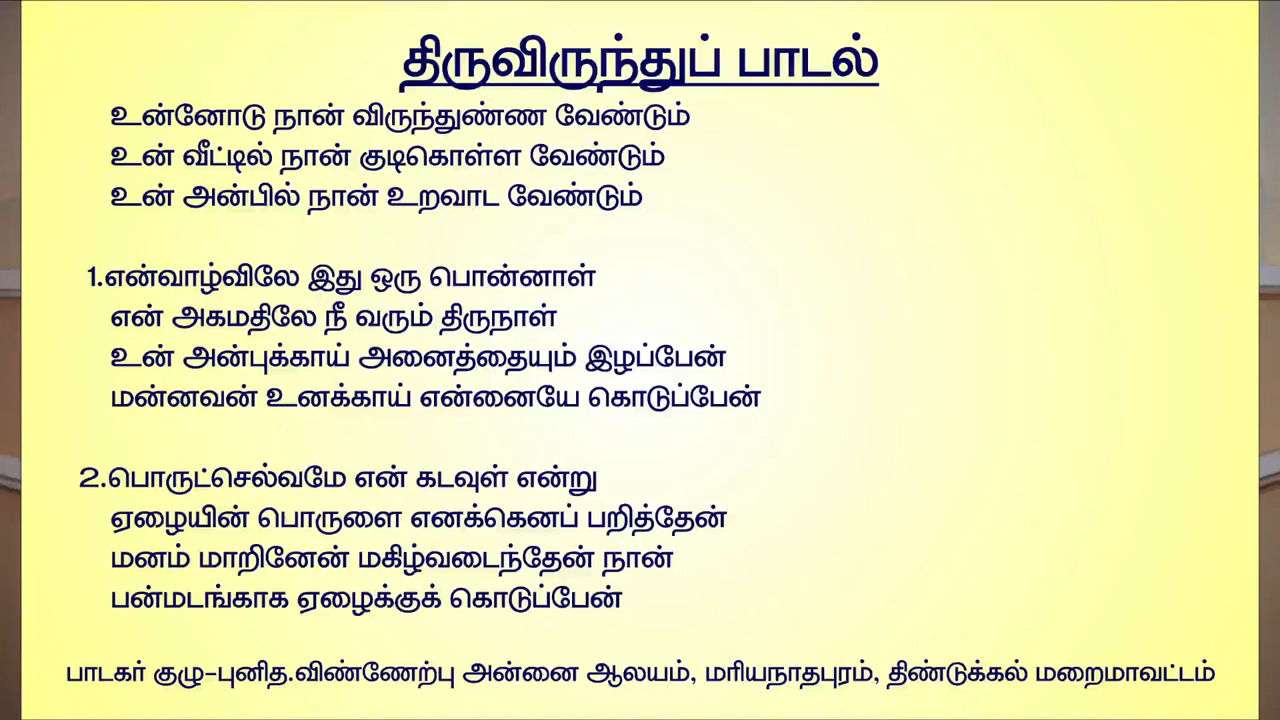 திருவிருந்துப் பாடல்
உன்னோடு நான் விருந்துண்ண வேண்டும்
உன் வீட்டில் நான் குடிகொள்ள வேண்டும்
உன் அன்பில் நான் உறவாட வேண்டும்
1.என்வாழ்விலே இது ஒரு பொன்னாள்
என் அகமதிலே நீ வரும் திருநாள்
உன் அன்புக்காய் அனைத்தையும் இழப்பேன்
மன்னவன் உனக்காய் என்னையே கொடுப்பேன்
2.பொருட்செல்வமே என் கடவுள் என்று
ஏழையின் பொருளை எனக்கெனப் பறித்தேன்
மனம் மாறினேன் மகிழ்வடைந்தேன் நான்
பன்மடங்காக ஏழைக்குக் கொடுப்பேன்
பாடகர் குழு-புனித.விண்ணேற்பு அன்னை ஆலயம், மரியநாதபுரம், திண்டுக்கல் மறைமாவட்டம்